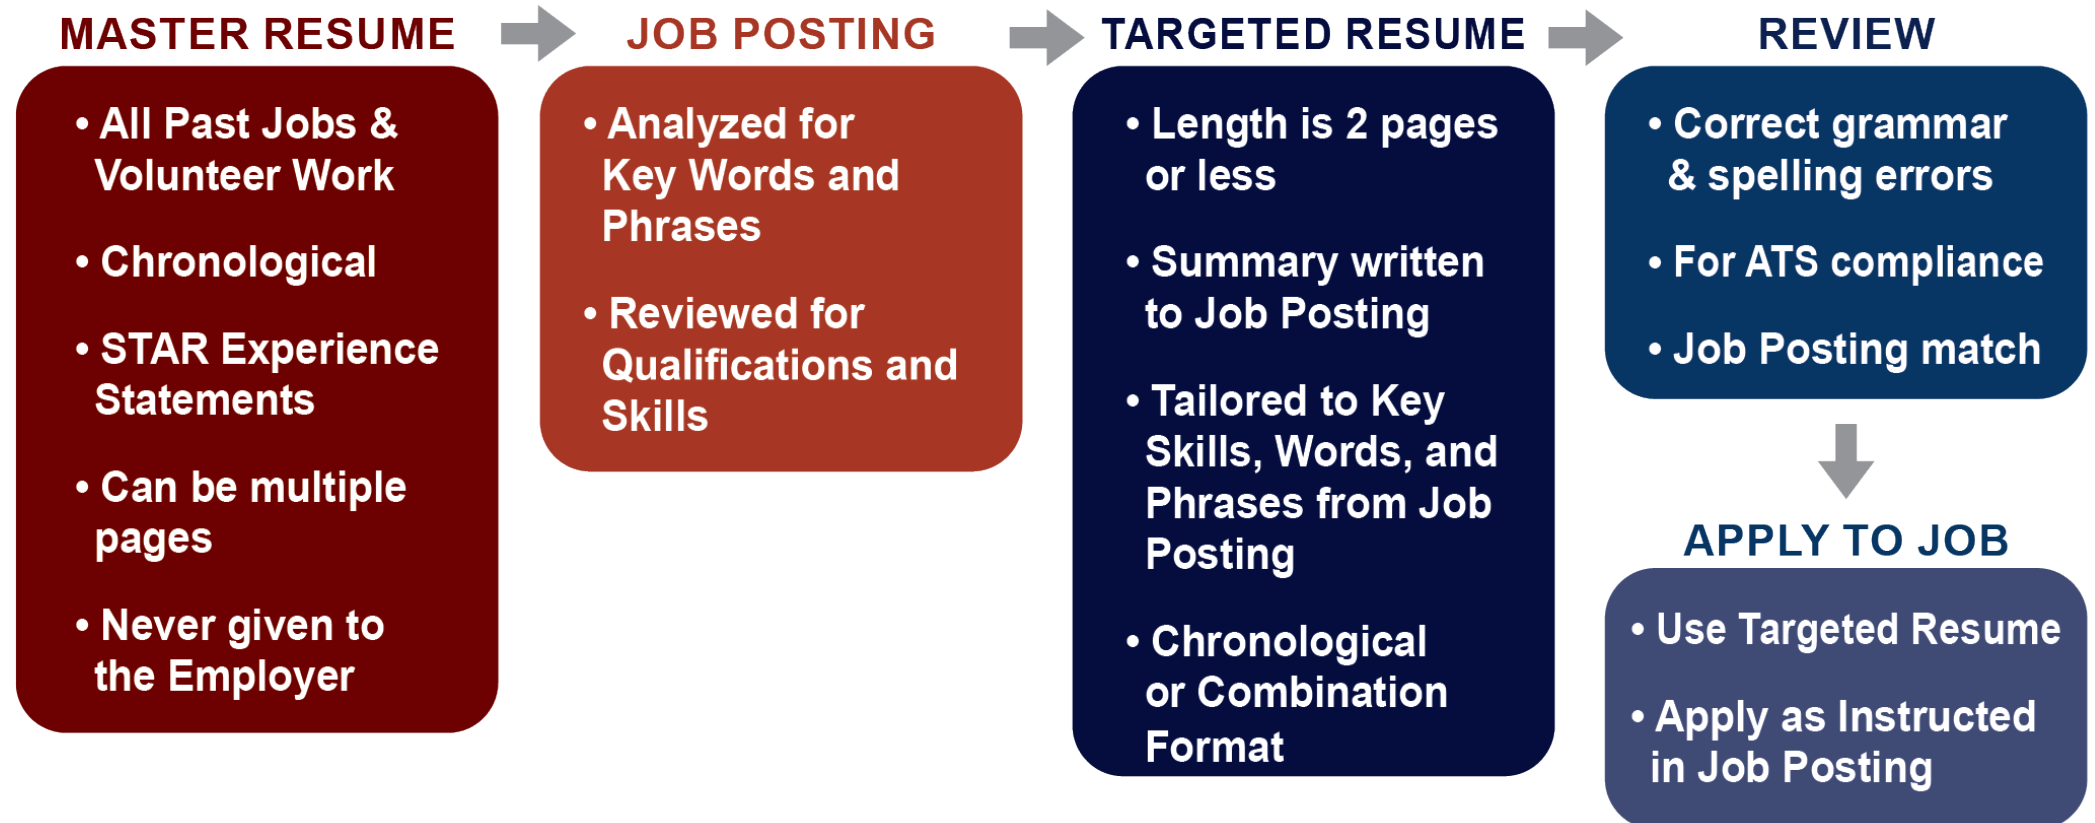 MASTER RESUME
• All Past Jobs &
Volunteer Work
• Chronological
• STAR Experience
Statements
• Can be multiple
pages
• Never given to
the Employer
JOB POSTING
• Analyzed for
Key Words and
Phrases
• Reviewed for
Qualifications and
Skills
TARGETED RESUME
• Length is 2 pages
or less
• Summary written
to Job Posting
• Tailored to Key
Skills, Words, and
Phrases from Job
Posting
• Chronological
or Combination
Format
REVIEW
• Correct grammar
& spelling errors
• For ATS compliance
• Job Posting match
APPLY TO JOB
• Use Targeted Resume
• Apply as Instructed
in Job Posting